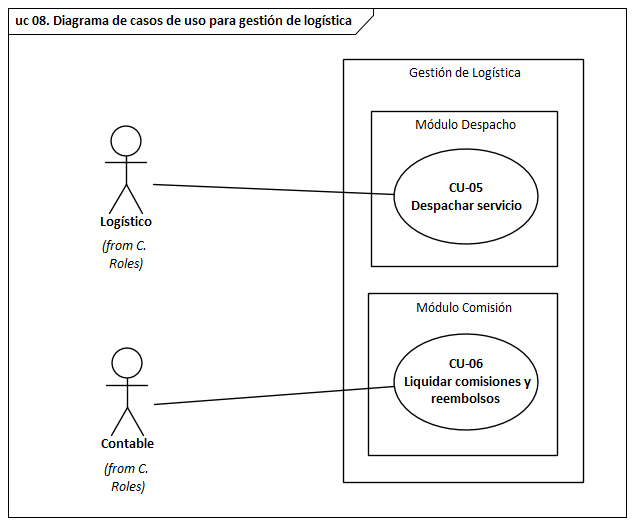 uc 08. Diagrama de casos de uso para gestión de logística
Gestión de Logística
Módulo Despacho
CU-05
Despachar servicio
Logístico
(from C.
Roles)
Módulo Comisión
CU-06
Liquidar comisiones y
reembolsos
Contable
(from C.
Roles)